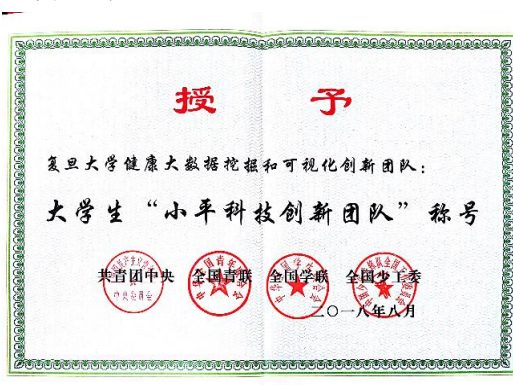 授 予
复旦大学健康大数据挖掘和可视化创新团队：
大学生“小平科技创新团队”称号
共青团中央 全国青联 全国学联 全国少工委
二〇一八年八月